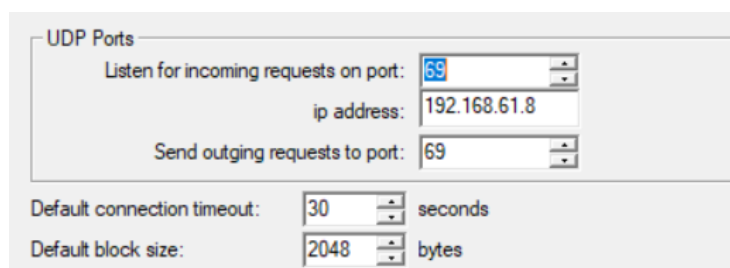 UDP Ports
Listen for incoming requests on port: 69
ip address: 192.168.61.8
Send outging requests to port: 69
Default connection timeout: 30 seconds
Default block size: 2048 bytes